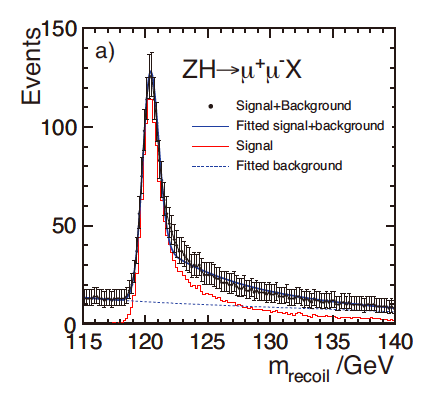 Events
150
100
50
0
a)
ZH→μ⁺μ⁻X
Signal+Background
Fitted signal+background
Signal
Fitted background
115 120 125 130 135 140
m_recoil /GeV